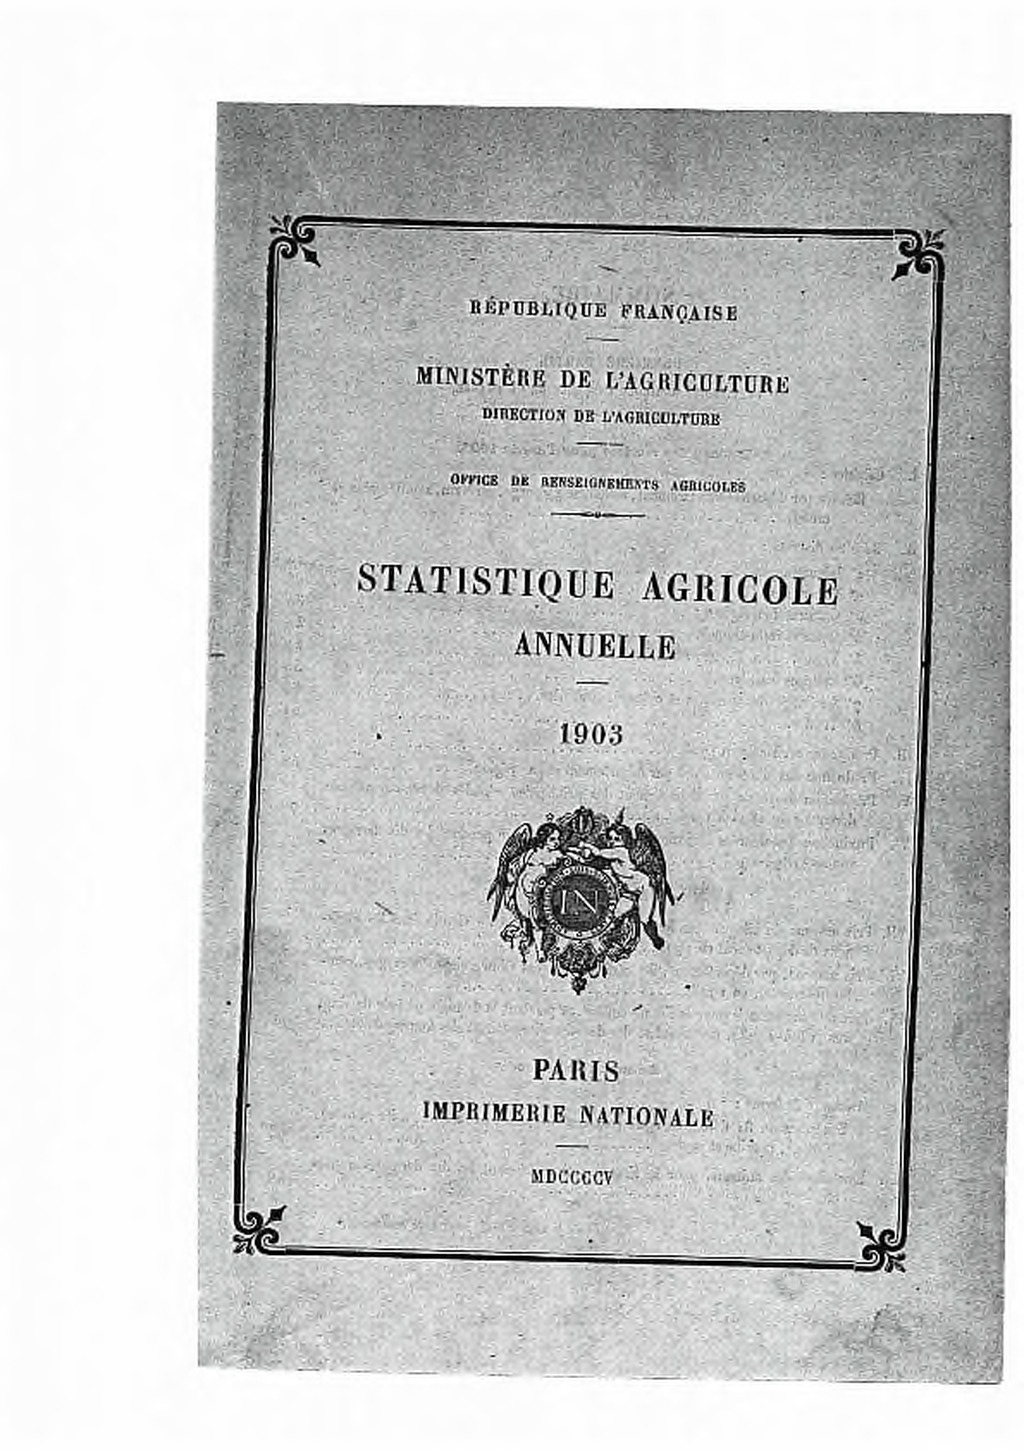 RÉPUBLIQUE FRANÇAISE
MINISTÈRE DE L'AGRICULTURE
DIRECTION DE L'AGRICULTURE
OFFICE DE RENSEIGNEMENTS AGRICOLES
STATISTIQUE AGRICOLE
ANNUELLE
1903
IN
PARIS
IMPRIMERIE NATIONALE
MDCCCCV